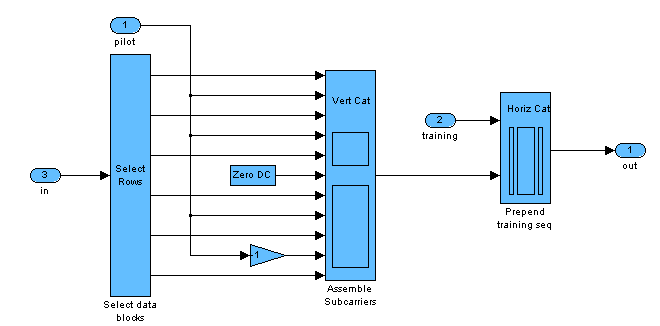 1
pilot
Select
Rows
Select data
blocks
3
in
Zero DC
-1
Vert Cat
Assemble
Subcarriers
2
training
Horiz Cat
Prepend
training seq
1
out